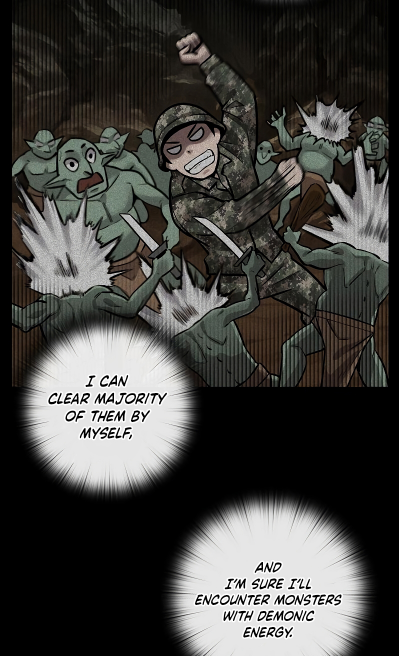 I CAN
CLEAR MAJORITY
OF THEM BY
MYSELF,
AND
I'M SURE I'LL
ENCOUNTER MONSTERS
WITH DEMONIC
ENERGY.